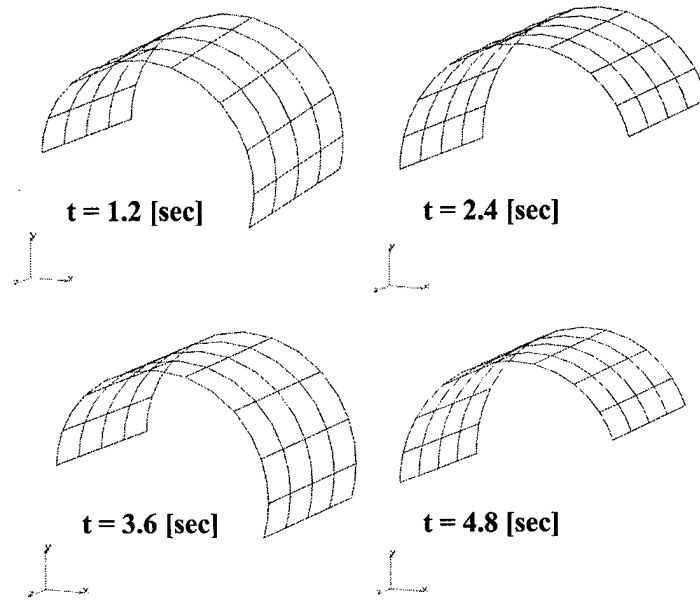 t = 1.2 [sec]
t = 2.4 [sec]
y
z
x
y
z
x
t = 3.6 [sec]
t = 4.8 [sec]
y
z
x
y
z
x